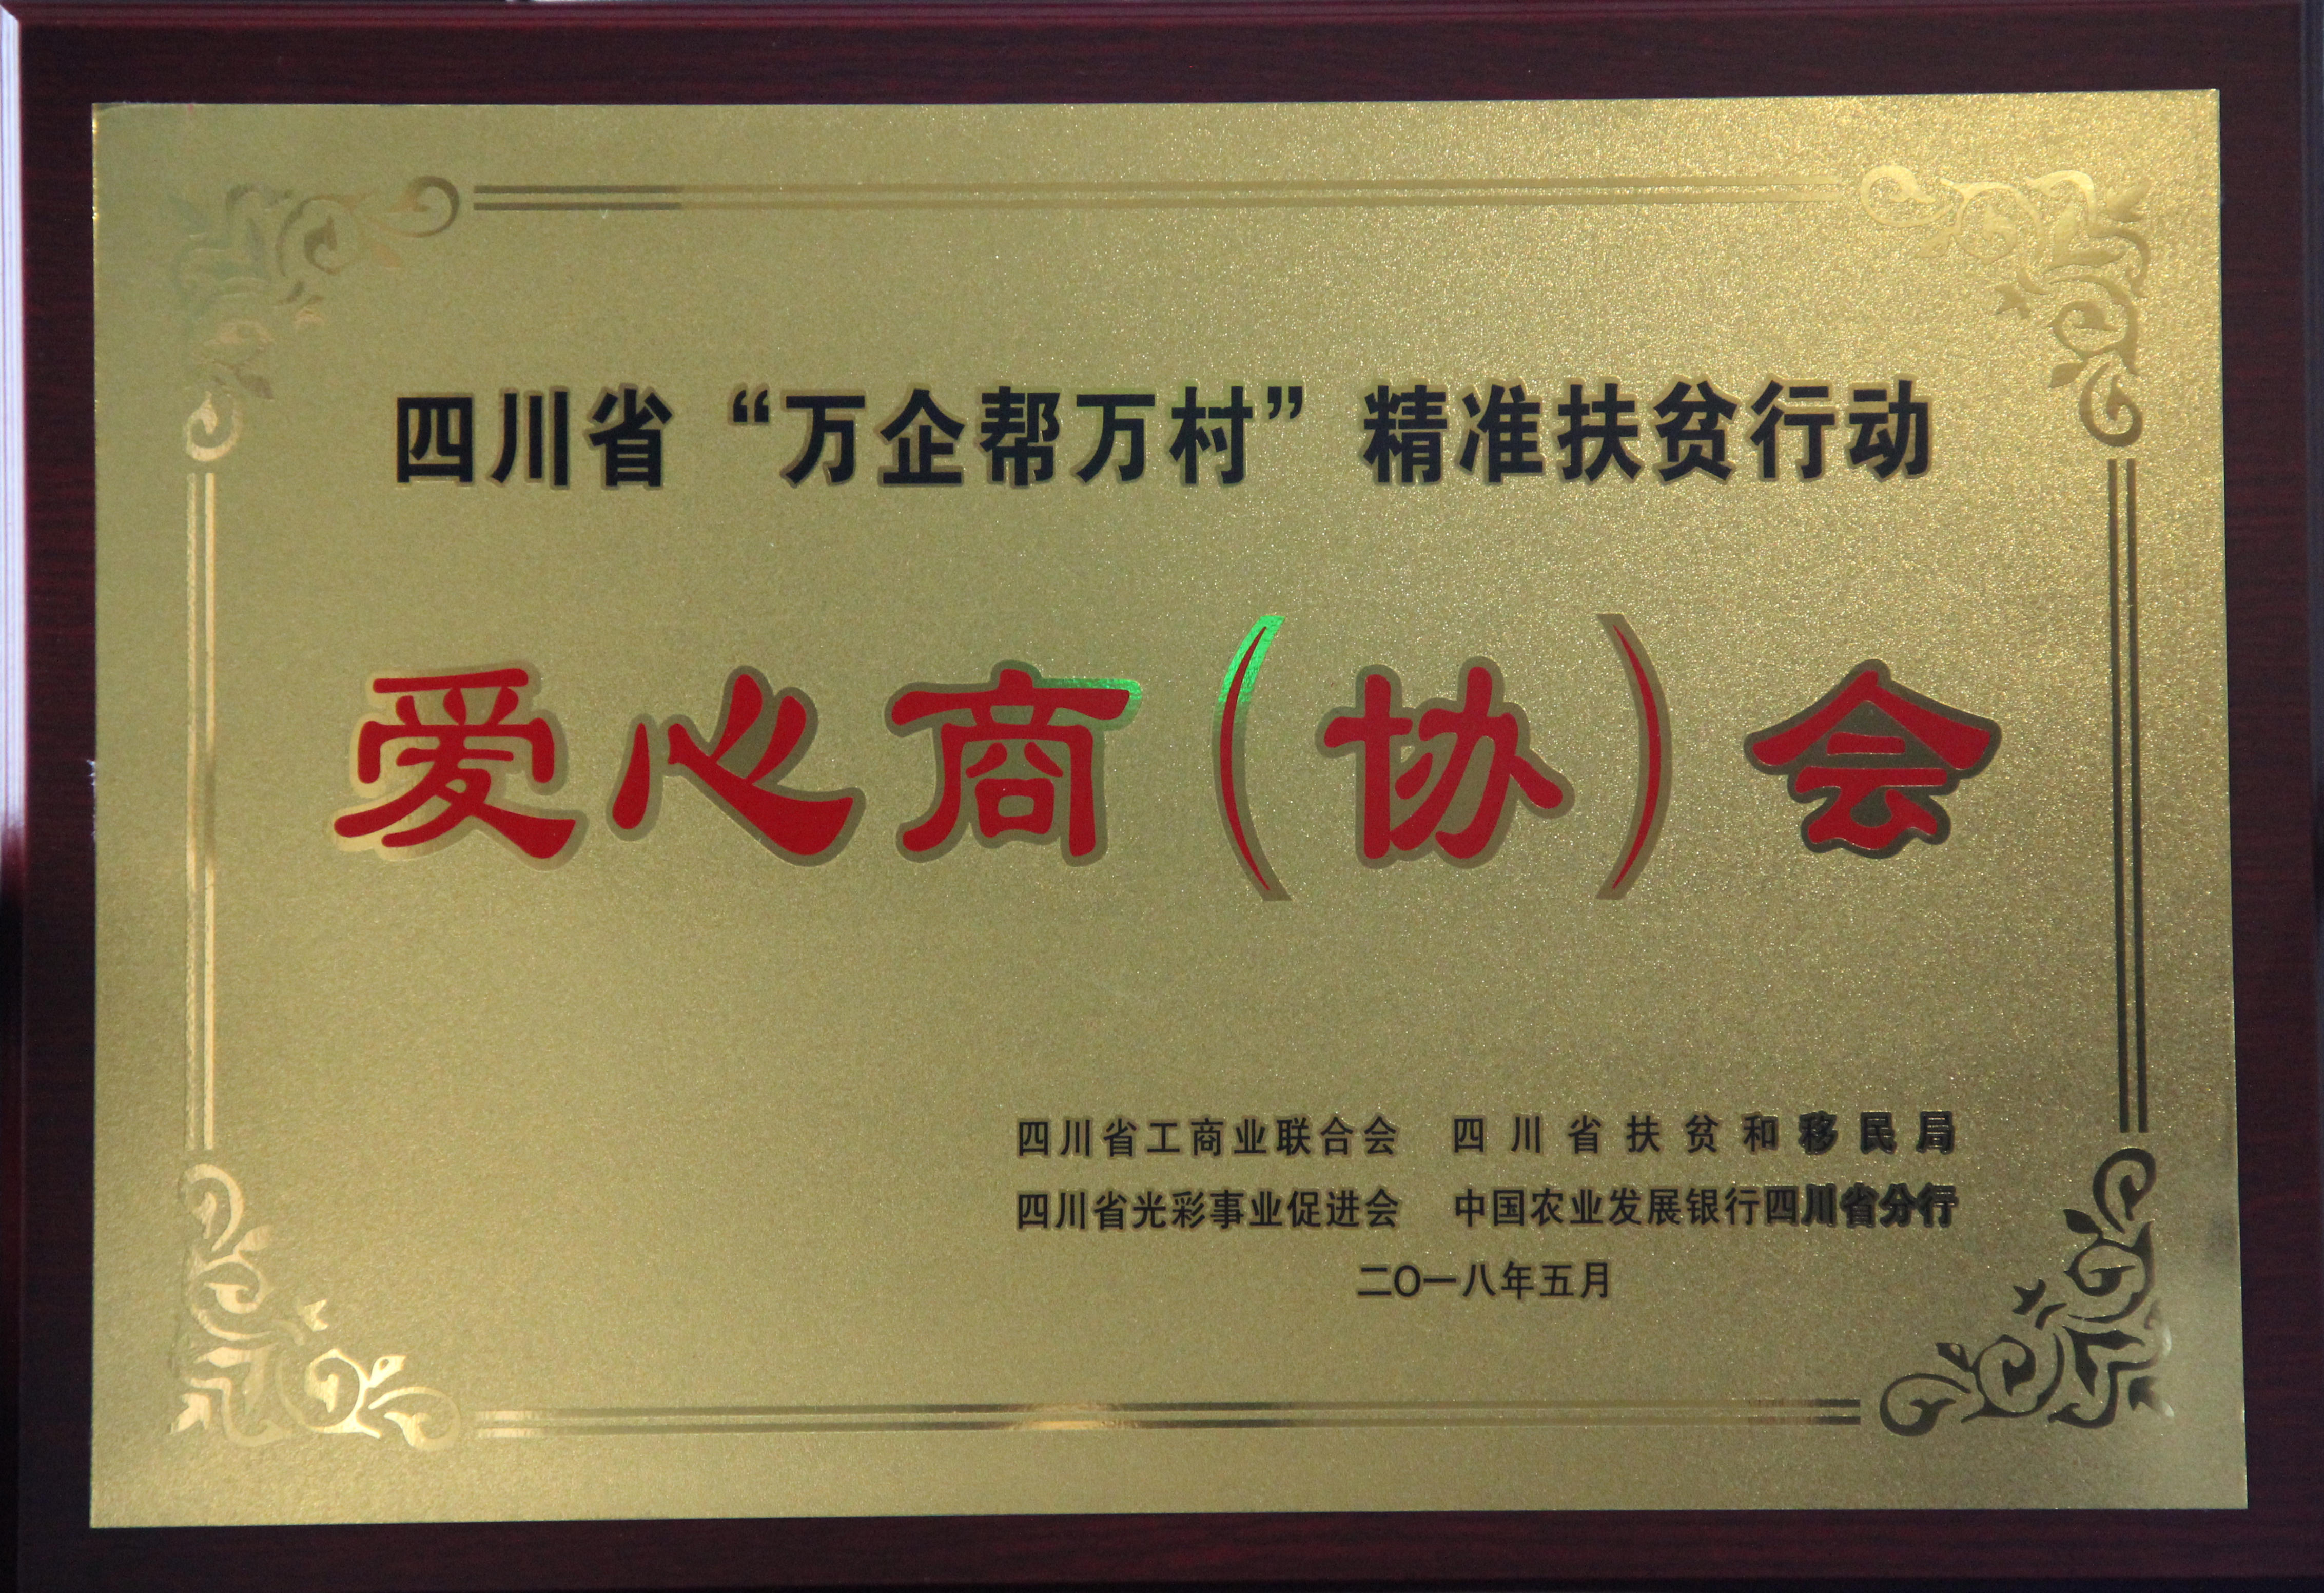 四川省“万企帮万村”精准扶贫行动
爱心商(协)会
四川省工商业联合会 四川省扶贫和移民局
四川省光彩事业促进会 中国农业发展银行四川省分行
二〇一八年五月